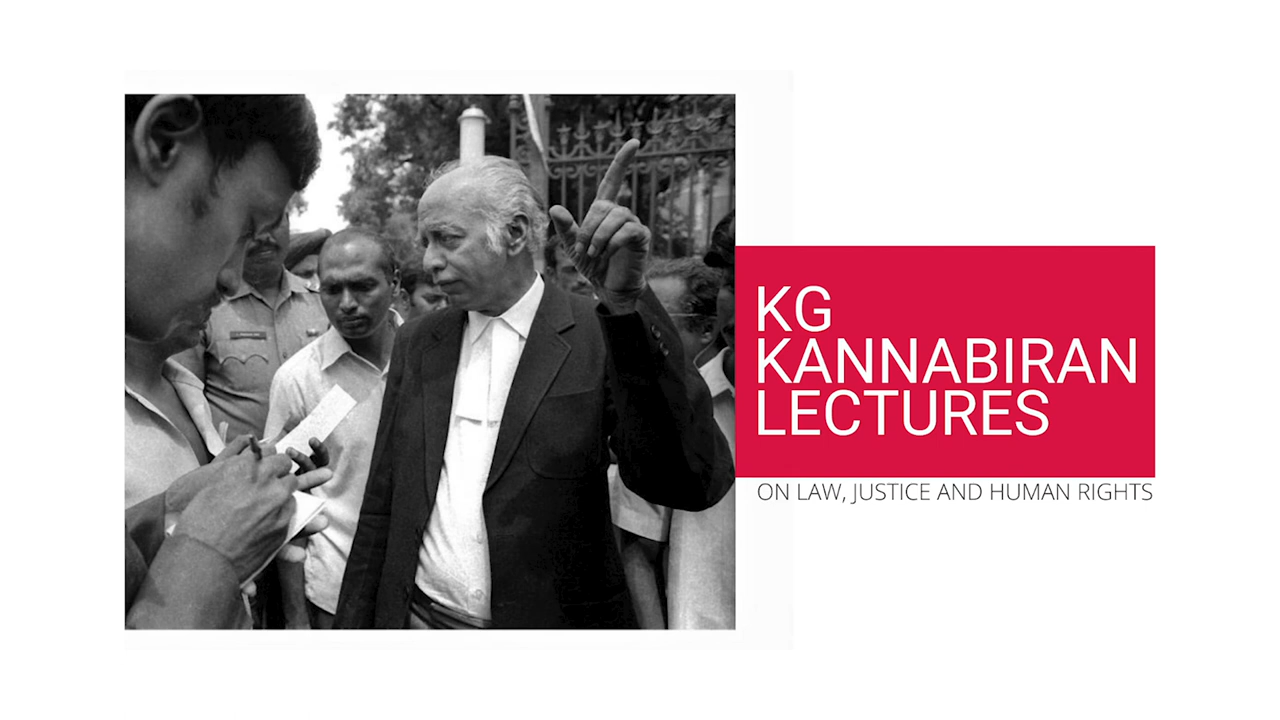 KG
KANNABIRAN
LECTURES
ON LAW, JUSTICE AND HUMAN RIGHTS